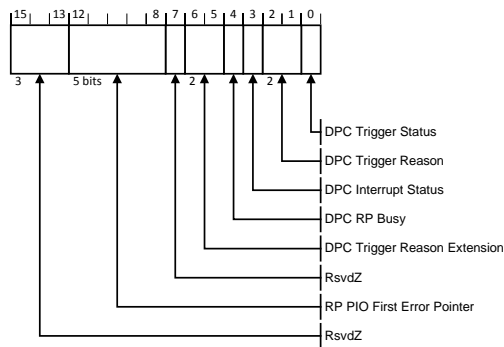 15 13 12 8 7 6 5 4 3 2 1 0
3 5 bits 2 2
DPC Trigger Status
DPC Trigger Reason
DPC Interrupt Status
DPC RP Busy
DPC Trigger Reason Extension
RsvdZ
RP PIO First Error Pointer
RsvdZ